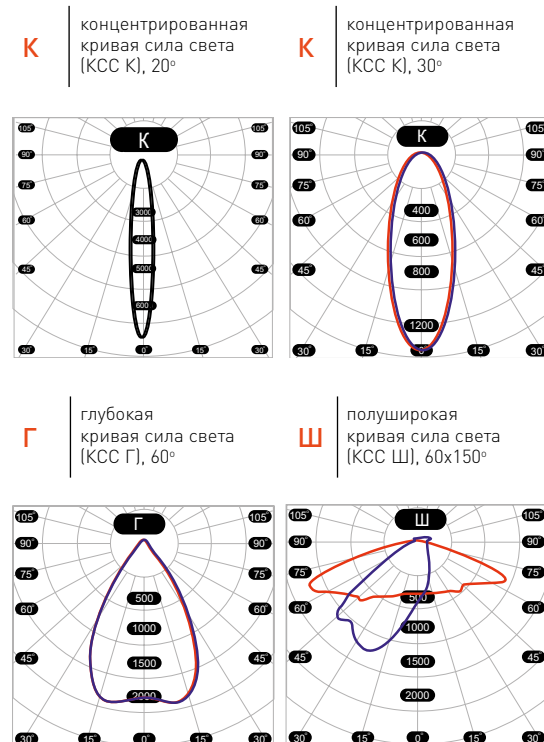 К
концентрированная
кривая сила света
(КСС К), 20°
К
концентрированная
кривая сила света
(КСС К), 30°
К
105° 105°
90° 90°
75° 75°
60° 60°
45 45
3000
4000
5000
600
30° 15 0° 15 30°
К
105° 105°
90° 90°
75° 75°
60° 60°
45 45
400
600
800
1200
30° 15° 0° 15° 30°
Г
глубокая
кривая сила света
(КСС Г), 60°
Ш
полуширокая
кривая сила света
(КСС Ш), 60х150°
Г
105° 105°
90° 90°
75° 75°
60° 60°
45° 45°
500
1000
1500
2000
30° 15° 0° 15° 30°
Ш
105° 105°
90° 90°
75° 75°
60° 60°
45° 45°
500
1000
1500
2000
30° 15° 0° 15° 30°